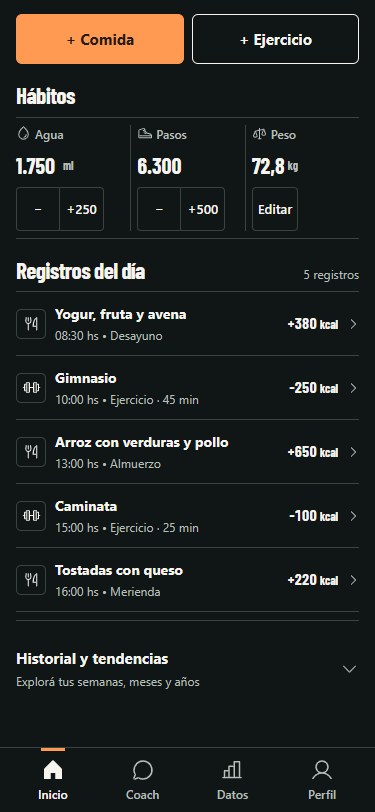 + Comida
+ Ejercicio
Hábitos
Agua
Pasos
Peso
1.750 ml
6.300
72,8 kg
− +250
− +500
Editar
Registros del día
5 registros
Yogur, fruta y avena
08:30 hs • Desayuno
+380 kcal
Gimnasio
10:00 hs • Ejercicio · 45 min
-250 kcal
Arroz con verduras y pollo
13:00 hs • Almuerzo
+650 kcal
Caminata
15:00 hs • Ejercicio · 25 min
-100 kcal
Tostadas con queso
16:00 hs • Merienda
+220 kcal
Historial y tendencias
Explorá tus semanas, meses y años
Inicio
Coach
Datos
Perfil